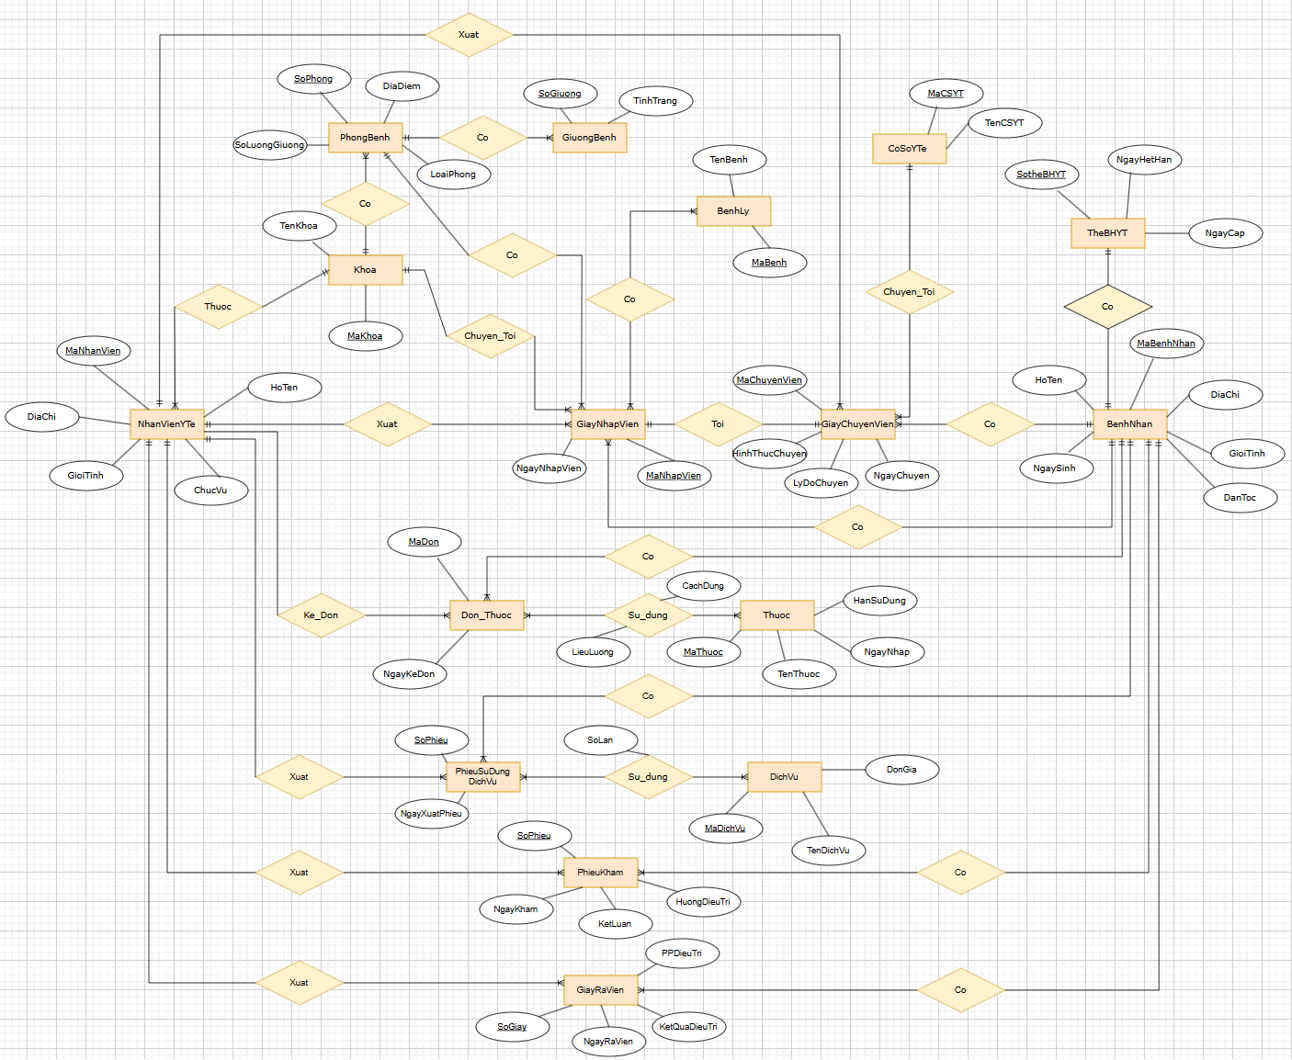 Xuat
SoPhong
DiaDiem
SoGiuong
TinhTrang
MaCSYT
TenCSYT
SoLuongGiuong
PhongBenh
Co
GiuongBenh
CoSoYTe
LoaiPhong
TenBenh
NgayHetHan
SotheBHYT
Co
BenhLy
TenKhoa
TheBHYT
NgayCap
Khoa
Co
MaBenh
Thuoc
Co
Chuyen_Toi
Co
MaKhoa
Chuyen_Toi
MaNhanVien
MaBenhNhan
HoTen
MaChuyenVien
HoTen
DiaChi
DiaChi
NhanVienYTe
Xuat
GiayNhapVien
Toi
GiayChuyenVien
Co
BenhNhan
HinhThucChuyen
GioiTinh
GioiTinh
ChucVu
NgayNhapVien
MaNhapVien
LyDoChuyen
NgayChuyen
NgaySinh
DanToc
Co
MaDon
Co
CachDung
HanSuDung
Ke_Don
Don_Thuoc
Su_dung
Thuoc
LieuLuong
MaThuoc
NgayNhap
NgayKeDon
TenThuoc
Co
SoPhieu
SoLan
Xuat
PhieuSuDung
DichVu
Su_dung
DichVu
DonGia
NgayXuatPhieu
MaDichVu
SoPhieu
TenDichVu
Xuat
PhieuKham
Co
NgayKham
KetLuan
HuongDieuTri
PPDieuTri
Xuat
GiayRaVien
Co
SoGiay
NgayRaVien
KetQuaDieuTri